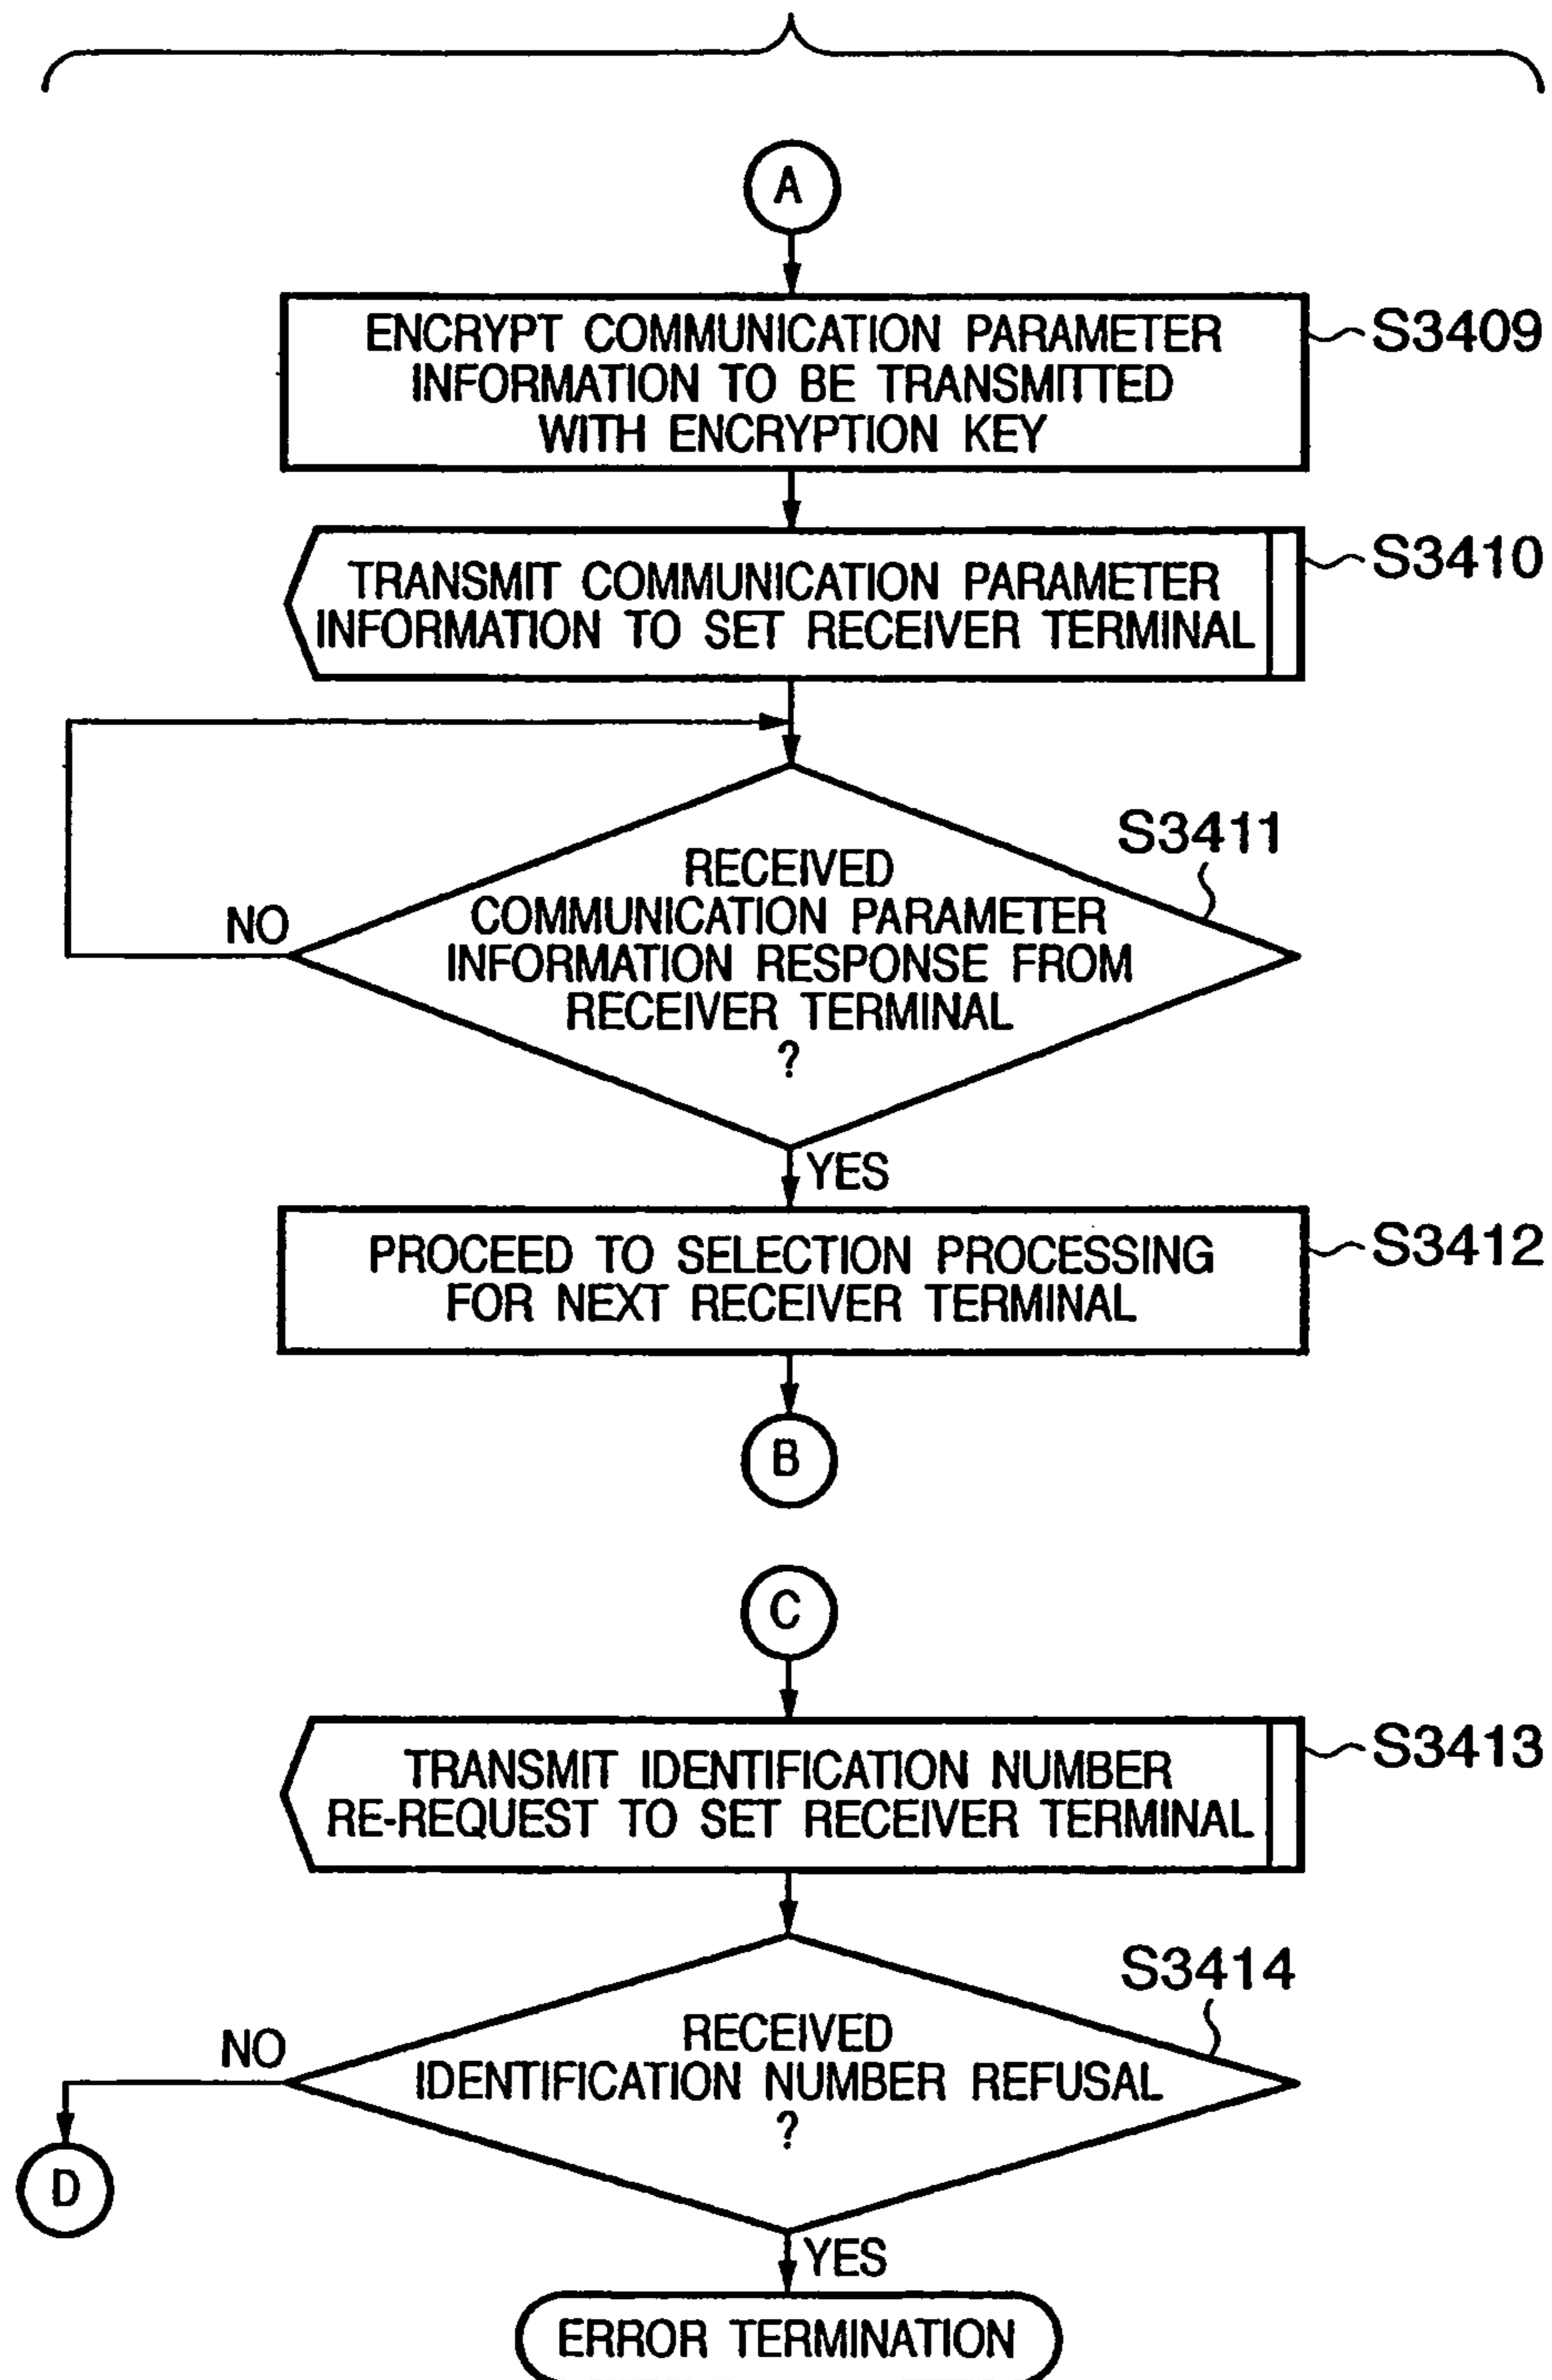 A
ENCRYPT COMMUNICATION PARAMETER
INFORMATION TO BE TRANSMITTED
WITH ENCRYPTION KEY
S3409
TRANSMIT COMMUNICATION PARAMETER
INFORMATION TO SET RECEIVER TERMINAL
S3410
S3411
RECEIVED
COMMUNICATION PARAMETER
INFORMATION RESPONSE FROM
RECEIVER TERMINAL
?
NO
YES
PROCEED TO SELECTION PROCESSING
FOR NEXT RECEIVER TERMINAL
S3412
B
C
TRANSMIT IDENTIFICATION NUMBER
RE-REQUEST TO SET RECEIVER TERMINAL
S3413
S3414
RECEIVED
IDENTIFICATION NUMBER REFUSAL
?
NO
D
YES
ERROR TERMINATION